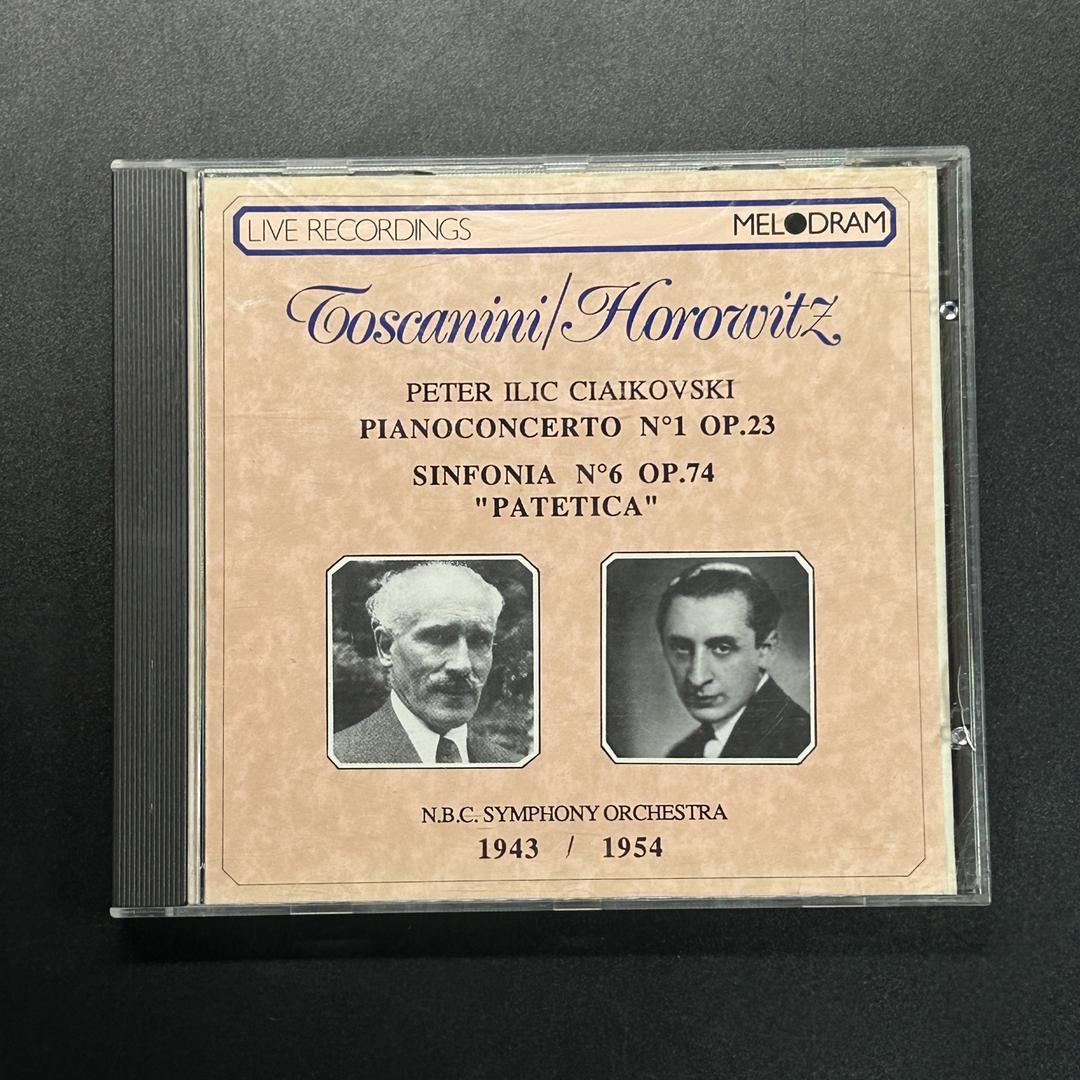 LIVE RECORDINGS MELODRAM
Toscanini/Horowitz
PETER ILIC CIAIKOVSKI
PIANOCONCERTO N°1 OP.23
SINFONIA N°6 OP.74
"PATETICA"
N.B.C. SYMPHONY ORCHESTRA
1943 / 1954